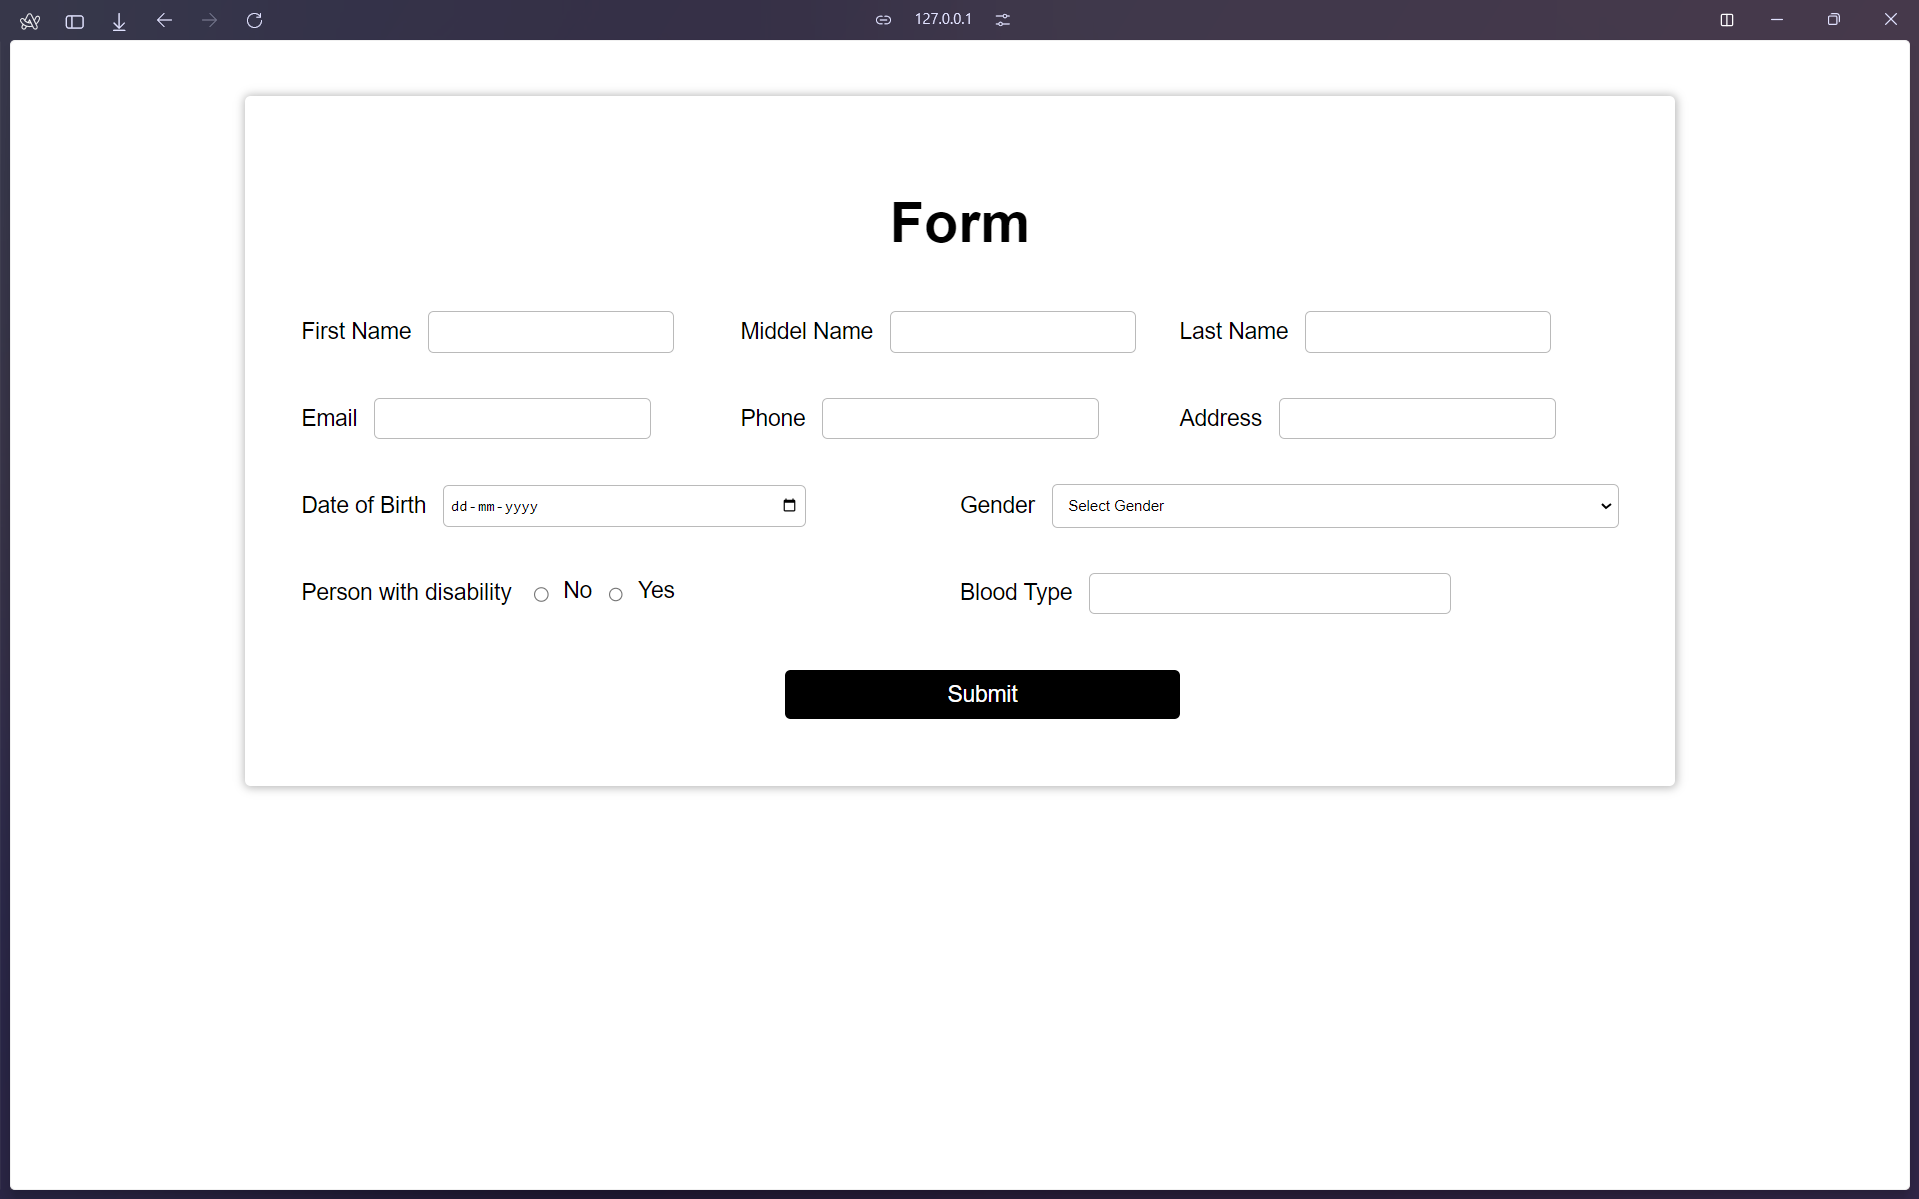 127.0.0.1
Form
First Name Middel Name Last Name
Email Phone Address
Date of Birth dd-mm-yyyy Gender Select Gender
Person with disability No Yes Blood Type
Submit